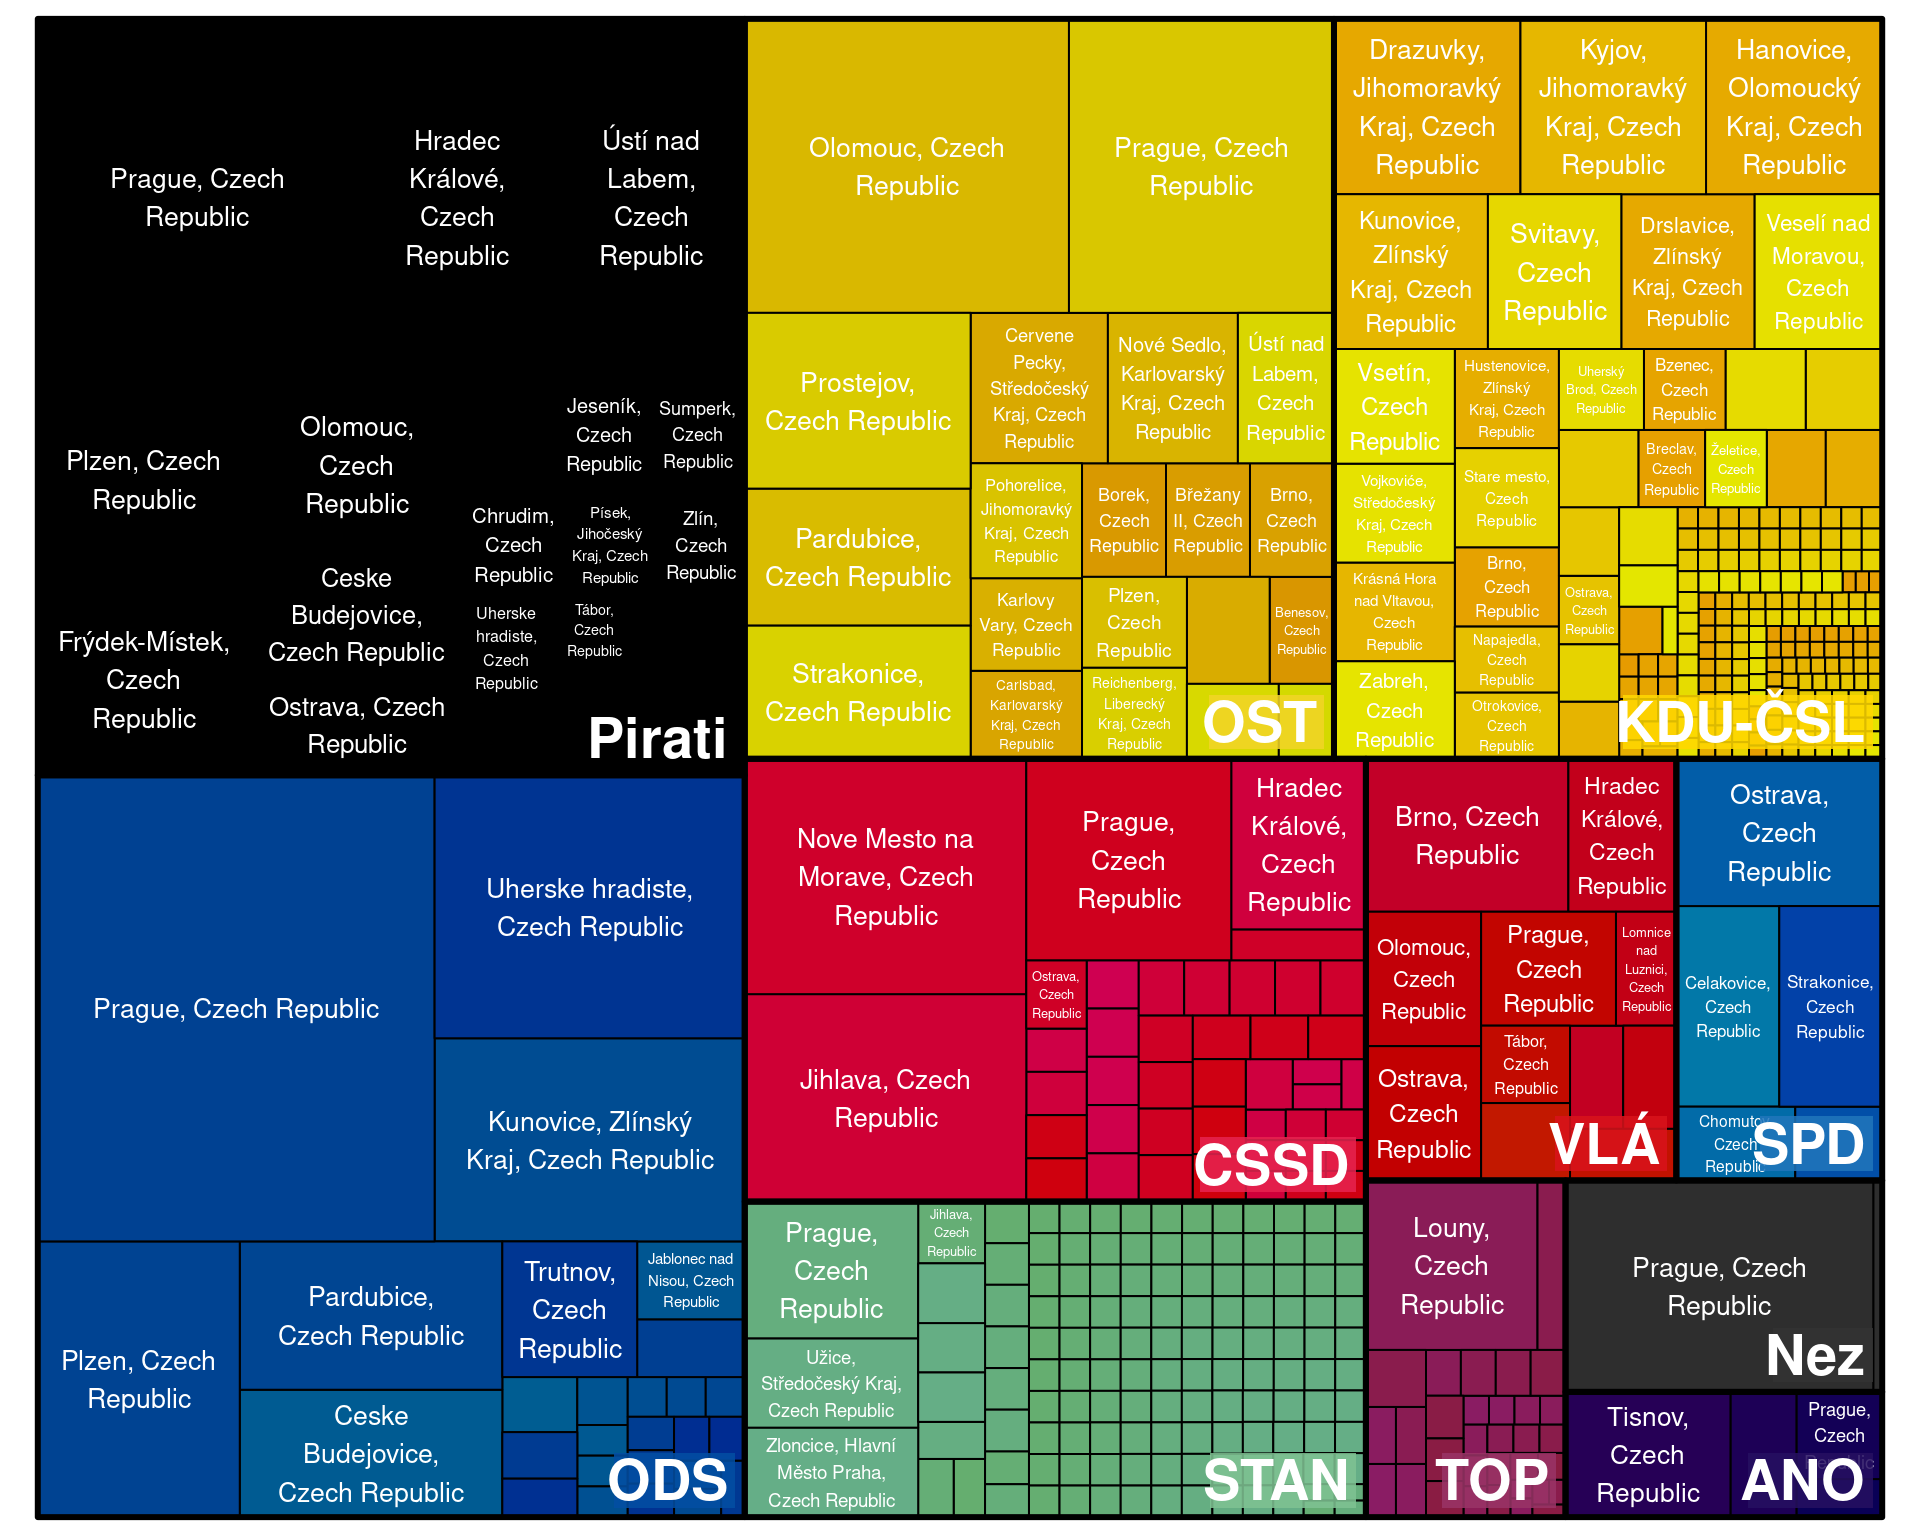 Prague, Czech
Republic
Hradec
Králové,
Czech
Republic
Ústí nad
Labem,
Czech
Republic
Plzen, Czech
Republic
Olomouc,
Czech
Republic
Jeseník,
Czech
Republic
Sumperk,
Czech
Republic
Chrudim,
Czech
Republic
Písek,
Jihočeský
Kraj, Czech
Republic
Zlín,
Czech
Republic
Frýdek-Místek,
Czech
Republic
Ceske
Budejovice,
Czech Republic
Uherske
hradiste,
Czech
Republic
Tábor,
Czech
Republic
Ostrava, Czech
Republic
Pirati
Olomouc, Czech
Republic
Prague, Czech
Republic
Prostejov,
Czech Republic
Cervene
Pecky,
Středočeský
Kraj, Czech
Republic
Nové Sedlo,
Karlovarský
Kraj, Czech
Republic
Ústí nad
Labem,
Czech
Republic
Pardubice,
Czech Republic
Pohorelice,
Jihomoravký
Kraj, Czech
Republic
Borek,
Czech
Republic
Břežany
II, Czech
Republic
Brno,
Czech
Republic
Strakonice,
Czech Republic
Karlovy
Vary, Czech
Republic
Plzen,
Czech
Republic
Benesov,
Czech
Republic
Carlsbad,
Karlovarský
Kraj, Czech
Republic
Reichenberg,
Liberecký
Kraj, Czech
Republic
OST
Drazuvky,
Jihomoravký
Kraj, Czech
Republic
Kyjov,
Jihomoravký
Kraj, Czech
Republic
Hanovice,
Olomoucký
Kraj, Czech
Republic
Kunovice,
Zlínský
Kraj, Czech
Republic
Svitavy,
Czech
Republic
Drslavice,
Zlínský
Kraj, Czech
Republic
Veselí nad
Moravou,
Czech
Republic
Vsetín,
Czech
Republic
Hustenovice,
Zlínský
Kraj, Czech
Republic
Uherský
Brod, Czech
Republic
Bzenec,
Czech
Republic
Vojkoviće,
Středočeský
Kraj, Czech
Republic
Stare mesto,
Czech
Republic
Breclav,
Czech
Republic
Želetice,
Czech
Republic
Krásná Hora
nad Vltavou,
Czech
Republic
Brno,
Czech
Republic
Ostrava,
Czech
Republic
Zabreh,
Czech
Republic
Napajedla,
Czech
Republic
Otrokovice,
Czech
Republic
KDU-ČSL
Prague, Czech Republic
Uherske hradiste,
Czech Republic
Kunovice, Zlínský
Kraj, Czech Republic
Plzen, Czech
Republic
Pardubice,
Czech Republic
Trutnov,
Czech
Republic
Jablonec nad
Nisou, Czech
Republic
Ceske
Budejovice,
Czech Republic
ODS
Nove Mesto na
Morave, Czech
Republic
Prague,
Czech
Republic
Hradec
Králové,
Czech
Republic
Jihlava, Czech
Republic
Ostrava,
Czech
Republic
CSSD
Brno, Czech
Republic
Hradec
Králové,
Czech
Republic
Olomouc,
Czech
Republic
Prague,
Czech
Republic
Lomnice
nad
Luznici,
Czech
Republic
Ostrava,
Czech
Republic
Tábor,
Czech
Republic
VLÁ
Ostrava,
Czech
Republic
Celakovice,
Czech
Republic
Strakonice,
Czech
Republic
Chomutov,
Czech
Republic
SPD
Prague,
Czech
Republic
Jihlava,
Czech
Republic
Užice,
Středočeský Kraj,
Czech Republic
Zloncice, Hlavní
Město Praha,
Czech Republic
STAN
Louny,
Czech
Republic
TOP
Prague, Czech
Republic
Nez
Tisnov,
Czech
Republic
Prague,
Czech
Republic
ANO